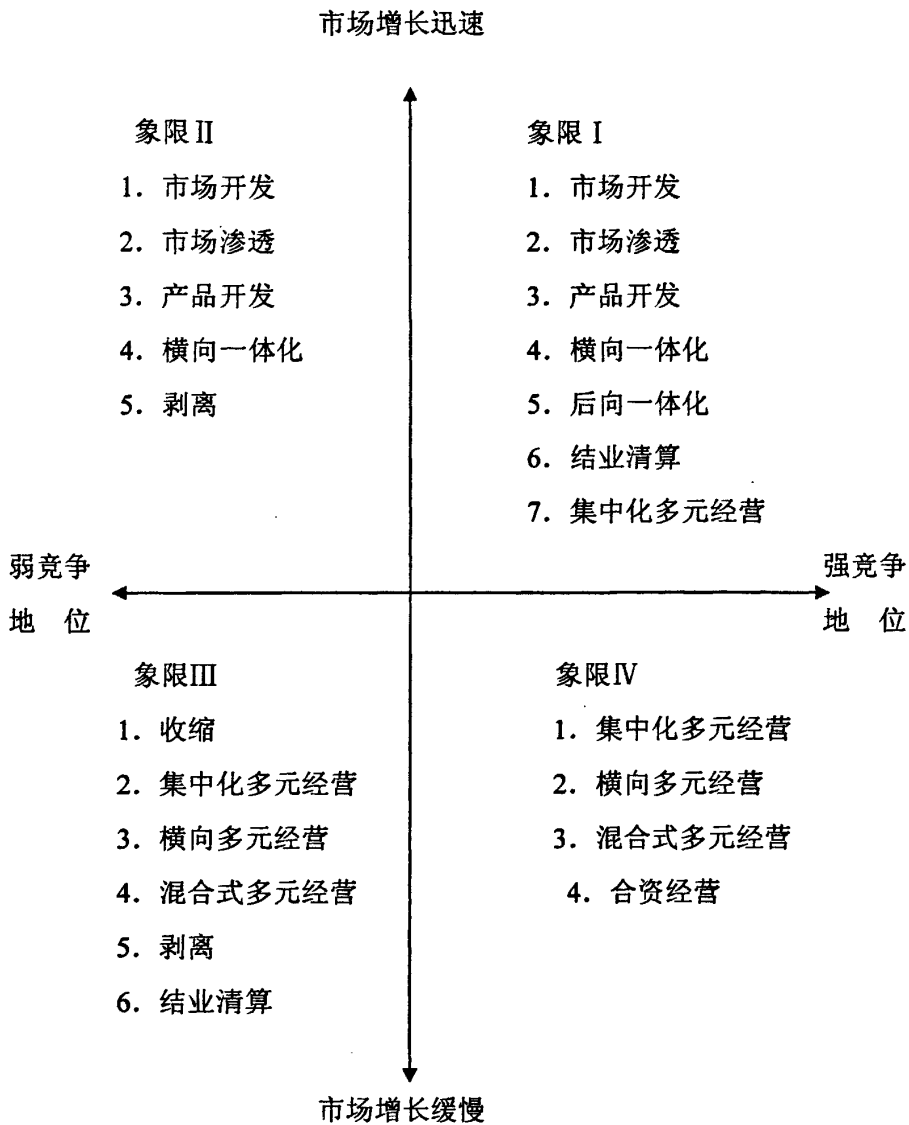 市场增长迅速
象限Ⅱ
1．市场开发
2．市场渗透
3．产品开发
4．横向一体化
5．剥离
象限Ⅰ
1．市场开发
2．市场渗透
3．产品开发
4．横向一体化
5．后向一体化
6．结业清算
7．集中化多元经营
弱竞争
地 位
强竞争
地 位
象限Ⅲ
1．收缩
2．集中化多元经营
3．横向多元经营
4．混合式多元经营
5．剥离
6．结业清算
象限Ⅳ
1．集中化多元经营
2．横向多元经营
3．混合式多元经营
4．合资经营
市场增长缓慢